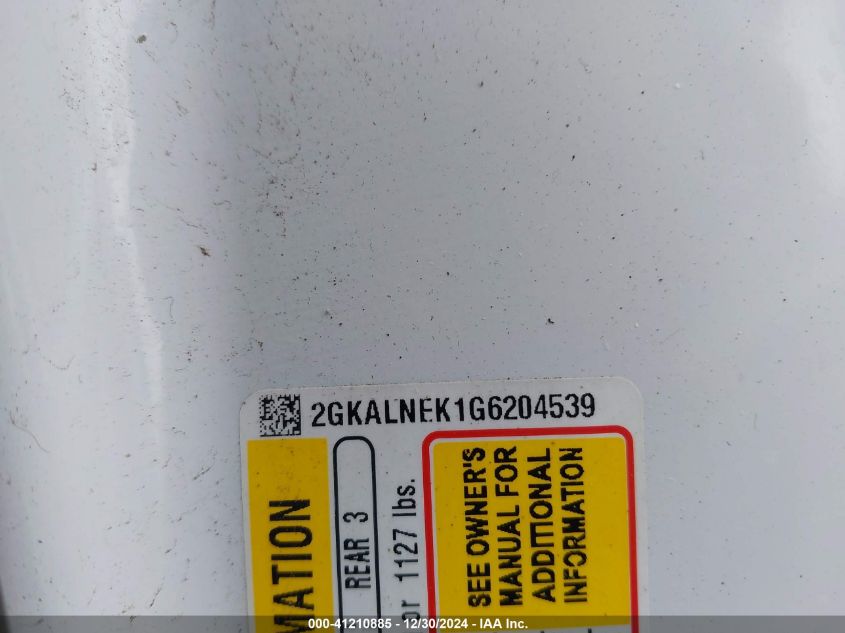 2GKALNEK1G6204539
MATION
REAR 3
or 1127 lbs.
SEE OWNER'S
MANUAL FOR
ADDITIONAL
INFORMATION
000-41210885 - 12/30/2024 - IAA Inc.